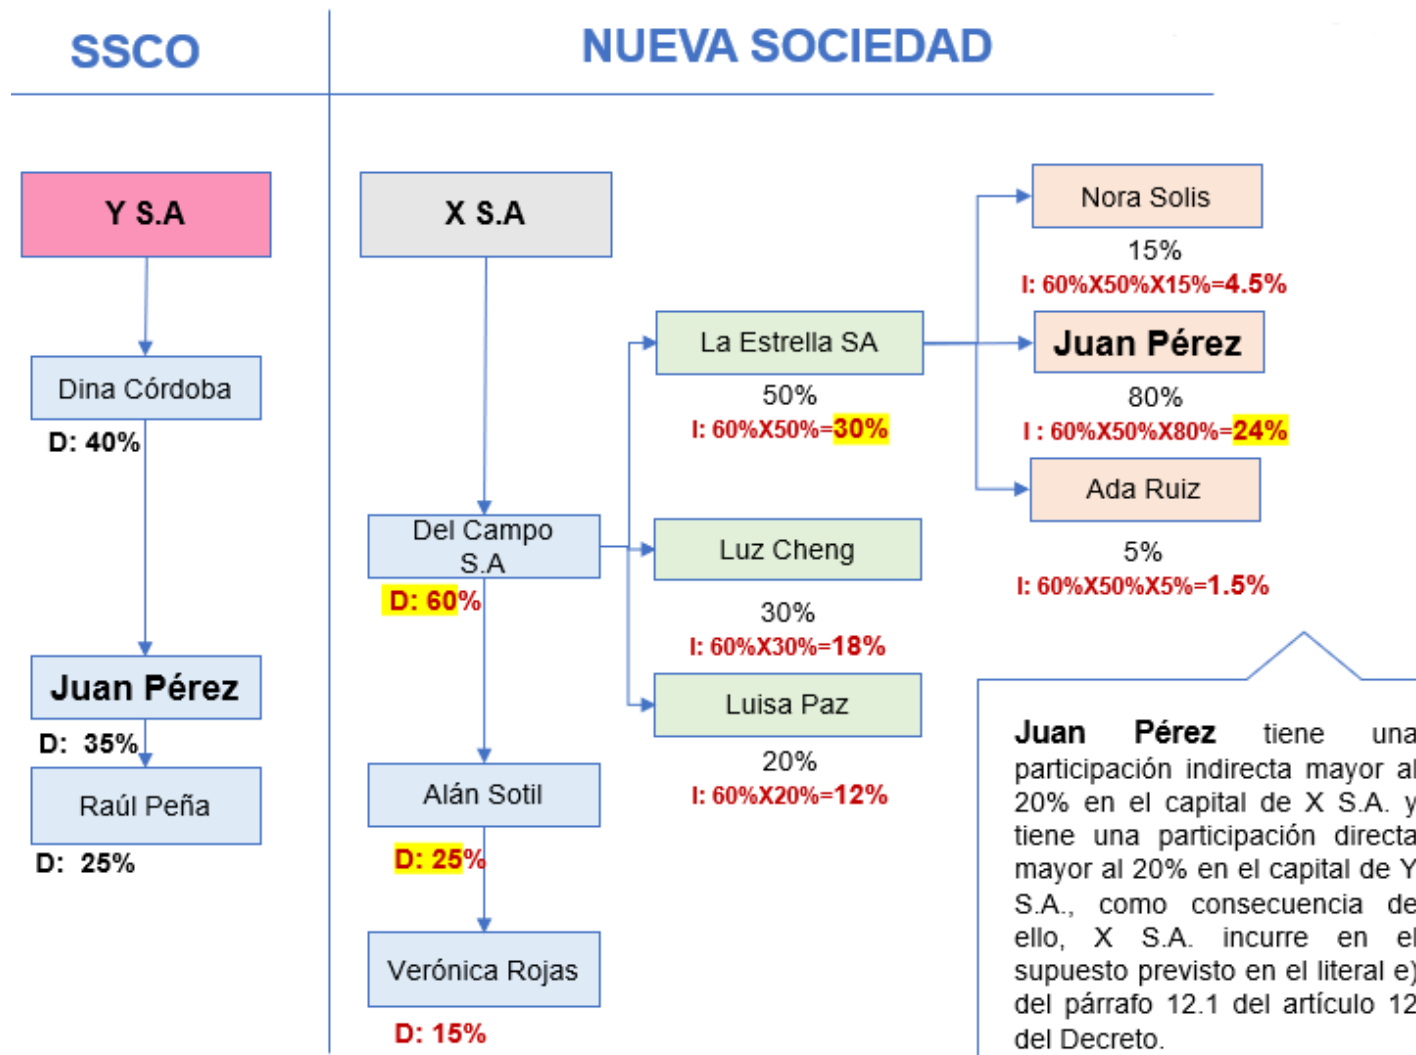 SSCO
NUEVA SOCIEDAD
Y S.A
Dina Córdoba
D: 40%
Juan Pérez
D: 35%
Raúl Peña
D: 25%
X S.A
Del Campo
S.A
D: 60%
Alán Sotil
D: 25%
Verónica Rojas
D: 15%
La Estrella SA
50%
I: 60%X50%=30%
Luz Cheng
30%
I: 60%X30%=18%
Luisa Paz
20%
I: 60%X20%=12%
Nora Solis
15%
I: 60%X50%X15%=4.5%
Juan Pérez
80%
I : 60%X50%X80%=24%
Ada Ruiz
5%
I: 60%X50%X5%=1.5%
Juan Pérez tiene una
participación indirecta mayor al
20% en el capital de X S.A. y
tiene una participación directa
mayor al 20% en el capital de Y
S.A., como consecuencia de
ello, X S.A. incurre en el
supuesto previsto en el literal e)
del párrafo 12.1 del artículo 12
del Decreto.